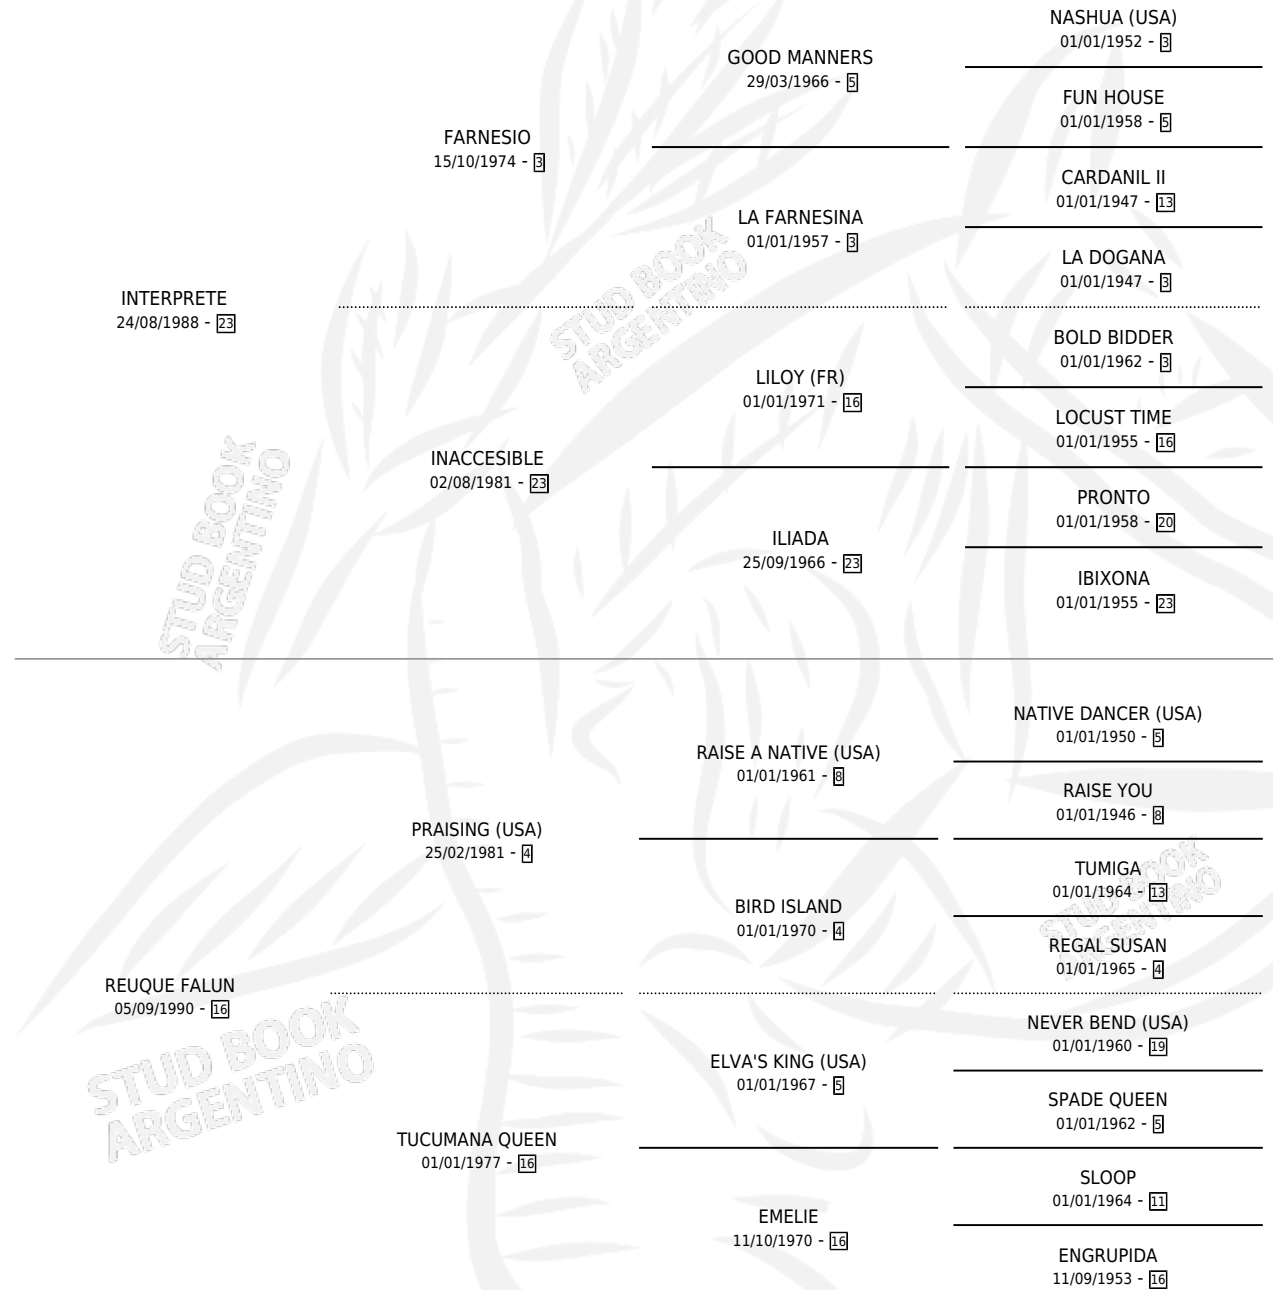 NASHUA (USA)
01/01/1952 - 3
GOOD MANNERS
29/03/1966 - 5
FUN HOUSE
01/01/1958 - 5
FARNESIO
15/10/1974 - 3
CARDANIL II
01/01/1947 - 13
LA FARNESINA
01/01/1957 - 3
LA DOGANA
01/01/1947 - 3
INTERPRETE
24/08/1988 - 23
STUD BOOK
ARGENTINO
BOLD BIDDER
01/01/1962 - 3
LILOY (FR)
01/01/1971 - 16
LOCUST TIME
01/01/1955 - 16
INACCESIBLE
02/08/1981 - 23
PRONTO
01/01/1958 - 20
ILIADA
25/09/1966 - 23
IBIXONA
01/01/1955 - 23
STUD BOOK
ARGENTINO
NATIVE DANCER (USA)
01/01/1950 - 5
RAISE A NATIVE (USA)
01/01/1961 - 8
RAISE YOU
01/01/1946 - 8
PRAISING (USA)
25/02/1981 - 4
TUMIGA
01/01/1964 - 13
BIRD ISLAND
01/01/1970 - 4
STUD BOOK
ARGENTINO
REGAL SUSAN
01/01/1965 - 4
REUQUE FALUN
05/09/1990 - 16
NEVER BEND (USA)
01/01/1960 - 19
ELVA'S KING (USA)
01/01/1967 - 5
SPADE QUEEN
01/01/1962 - 5
STUD BOOK
ARGENTINO
TUCUMANA QUEEN
01/01/1977 - 16
SLOOP
01/01/1964 - 11
EMELIE
11/10/1970 - 16
ENGRUPIDA
11/09/1953 - 16